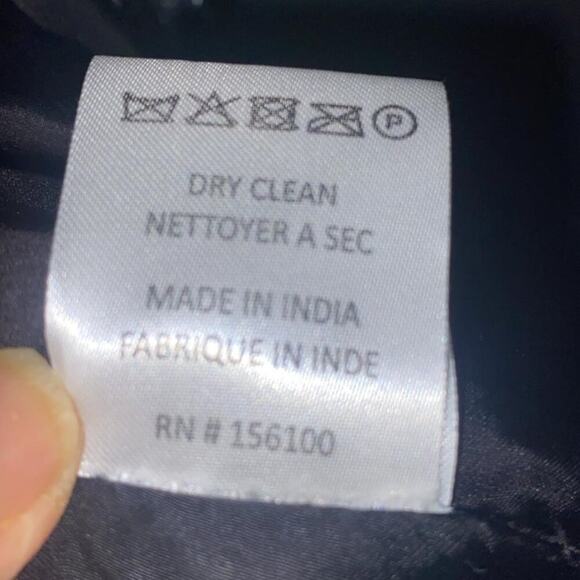 P
DRY CLEAN
NETTOYER A SEC
MADE IN INDIA
FABRIQUE IN INDE
RN # 156100